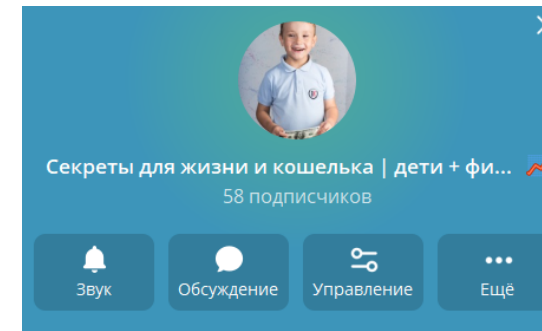 Секреты для жизни и кошелька | дети + фи...
58 подписчиков
Звук
Обсуждение
Управление
Ещё